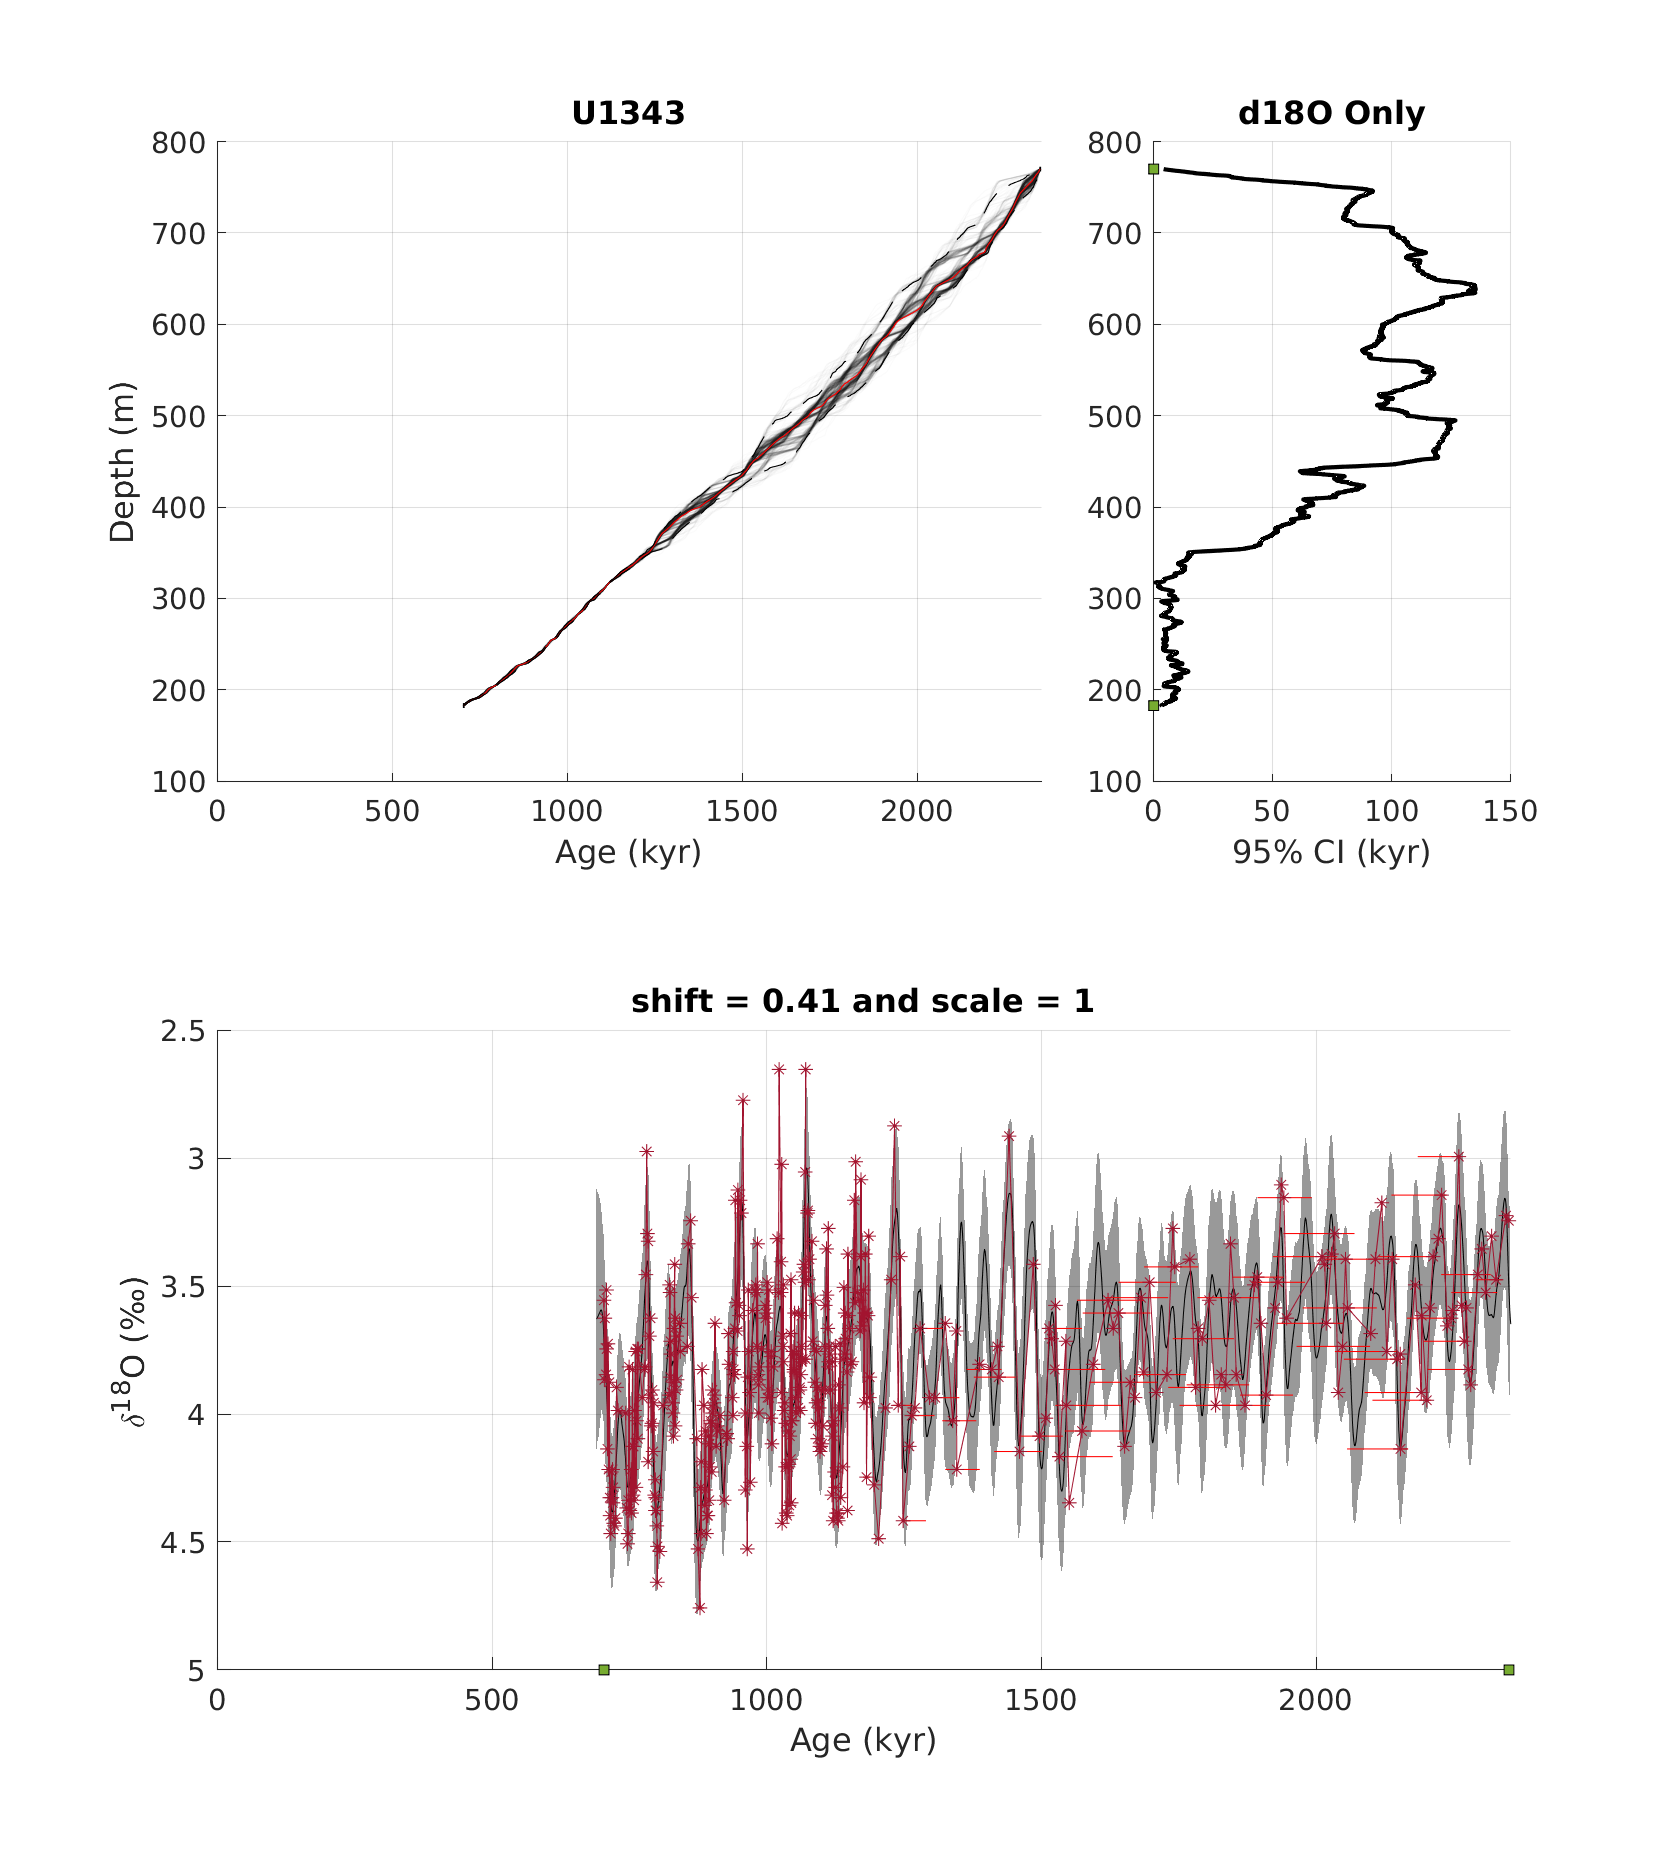 U1343
800
700
600
500
400
300
200
100
Depth (m)
0 500 1000 1500 2000
Age (kyr)
d18O Only
800
700
600
500
400
300
200
100
0 50 100 150
95% CI (kyr)
shift = 0.41 and scale = 1
2.5
3
3.5
4
4.5
5
δ¹⁸O (‰)
0 500 1000 1500 2000
Age (kyr)